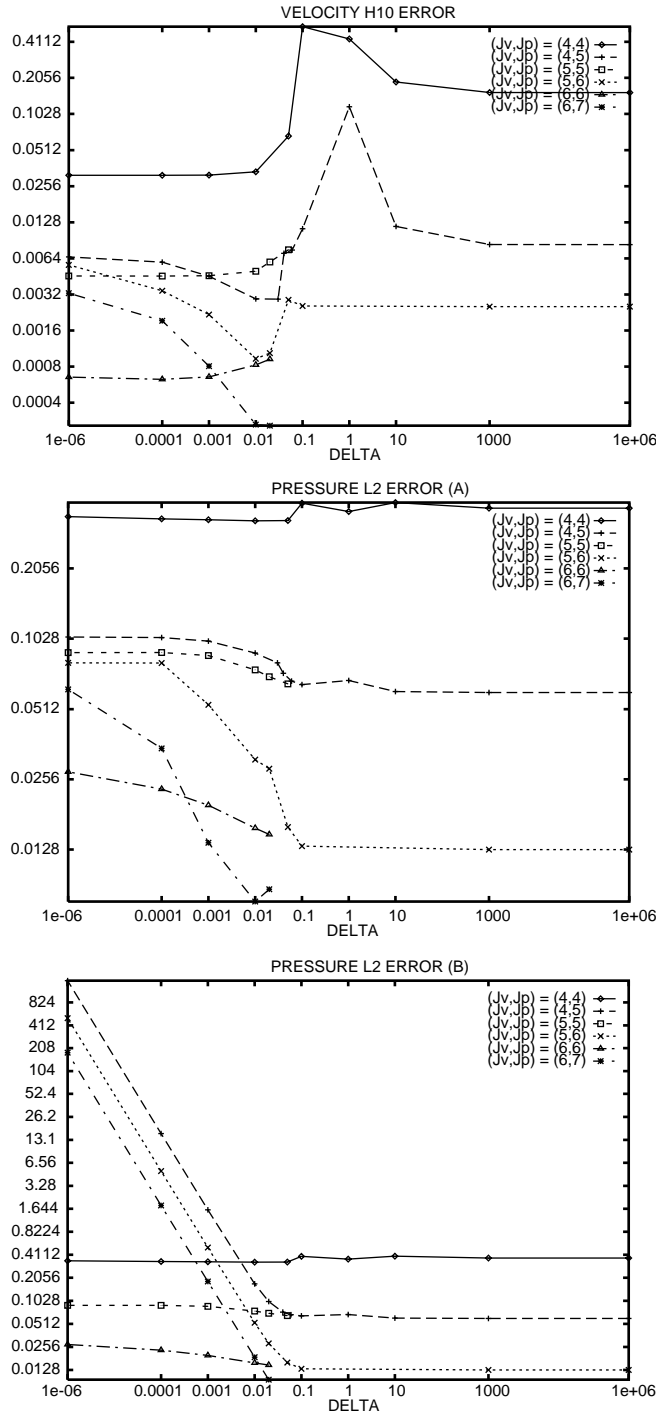 VELOCITY H10 ERROR
0.4112
0.2056
0.1028
0.0512
0.0256
0.0128
0.0064
0.0032
0.0016
0.0008
0.0004
(Jv,Jp) = (4,4)
(Jv,Jp) = (4,5)
(Jv,Jp) = (5,5)
(Jv,Jp) = (5,6)
(Jv,Jp) = (6,6)
(Jv,Jp) = (6,7)
1e-06 0.0001 0.001 0.01 0.1 1 10 1000 1e+06
DELTA
PRESSURE L2 ERROR (A)
0.2056
0.1028
0.0512
0.0256
0.0128
(Jv,Jp) = (4,4)
(Jv,Jp) = (4,5)
(Jv,Jp) = (5,5)
(Jv,Jp) = (5,6)
(Jv,Jp) = (6,6)
(Jv,Jp) = (6,7)
1e-06 0.0001 0.001 0.01 0.1 1 10 1000 1e+06
DELTA
PRESSURE L2 ERROR (B)
824
412
208
104
52.4
26.2
13.1
6.56
3.28
1.644
0.8224
0.4112
0.2056
0.1028
0.0512
0.0256
0.0128
(Jv,Jp) = (4,4)
(Jv,Jp) = (4,5)
(Jv,Jp) = (5,5)
(Jv,Jp) = (5,6)
(Jv,Jp) = (6,6)
(Jv,Jp) = (6,7)
1e-06 0.0001 0.001 0.01 0.1 1 10 1000 1e+06
DELTA